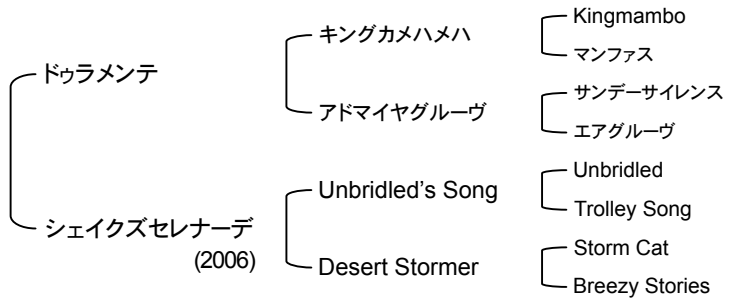 Kingmambo
キングカメハメハ
マンファス
ドゥラメンテ
サンデーサイレンス
アドマイヤグルーヴ
エアグルーヴ
Unbridled
Unbridled's Song
Trolley Song
シェイクズセレナーデ
(2006)
Storm Cat
Desert Stormer
Breezy Stories